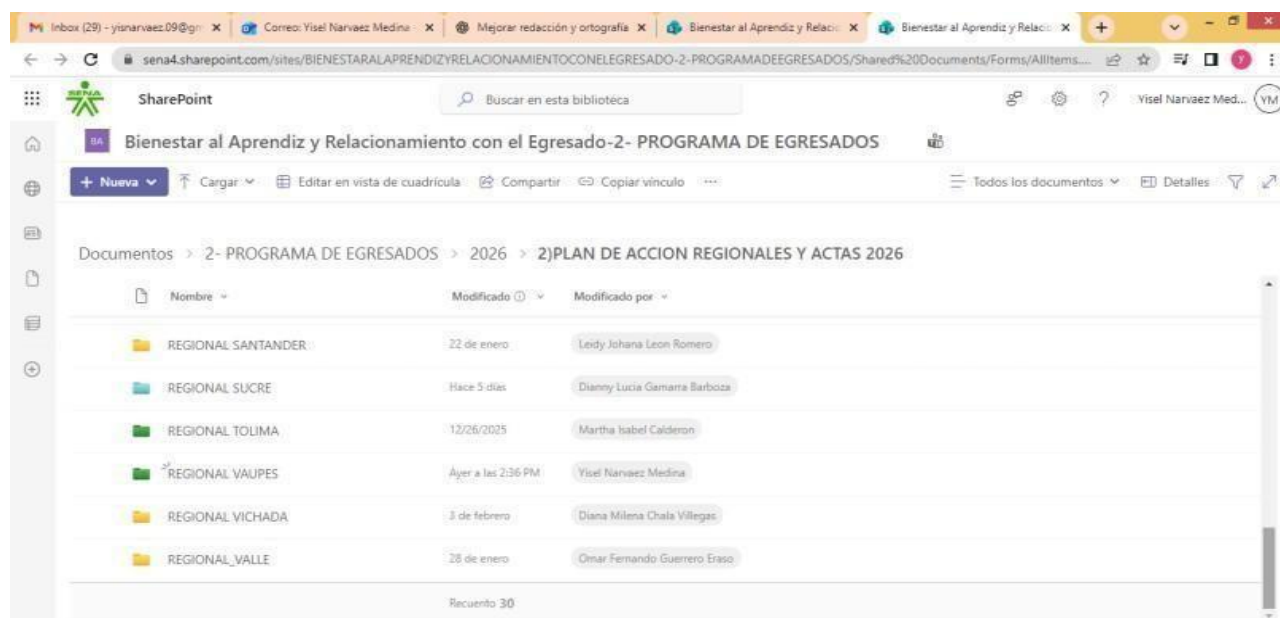 Inbox (29) - yisnarvaez.09@gm Correo: Yisel Narvaez Medina - Mejorar redacción y ortografía Bienestar al Aprendiz y Relacio Bienestar al Aprendiz y Relacio
sena4.sharepoint.com/sites/BIENESTARALAPRENDIZYRELACIONAMIENTOCONELEGRESADO-2-PROGRAMADEEGRESADOS/Shared%20Documents/Forms/AllItems....
SENA SharePoint Buscar en esta biblioteca Yisel Narvaez Med... YM
BA Bienestar al Aprendiz y Relacionamiento con el Egresado-2- PROGRAMA DE EGRESADOS
+ Nueva Cargar Editar en vista de cuadrícula Compartir Copiar vínculo ... Todos los documentos Detalles
Documentos > 2- PROGRAMA DE EGRESADOS > 2026 > 2)PLAN DE ACCION REGIONALES Y ACTAS 2026
Nombre Modificado Modificado por
REGIONAL SANTANDER 22 de enero Leidy Johana Leon Romero
REGIONAL SUCRE Hace 5 días Dianny Lucia Gamarra Barboza
REGIONAL TOLIMA 12/26/2025 Martha Isabel Calderon
REGIONAL VAUPES Ayer a las 2:36 PM Yisel Narvaez Medina
REGIONAL VICHADA 3 de febrero Diana Milena Chala Villegas
REGIONAL_VALLE 28 de enero Omar Fernando Guerrero Eraso
Recuento 30